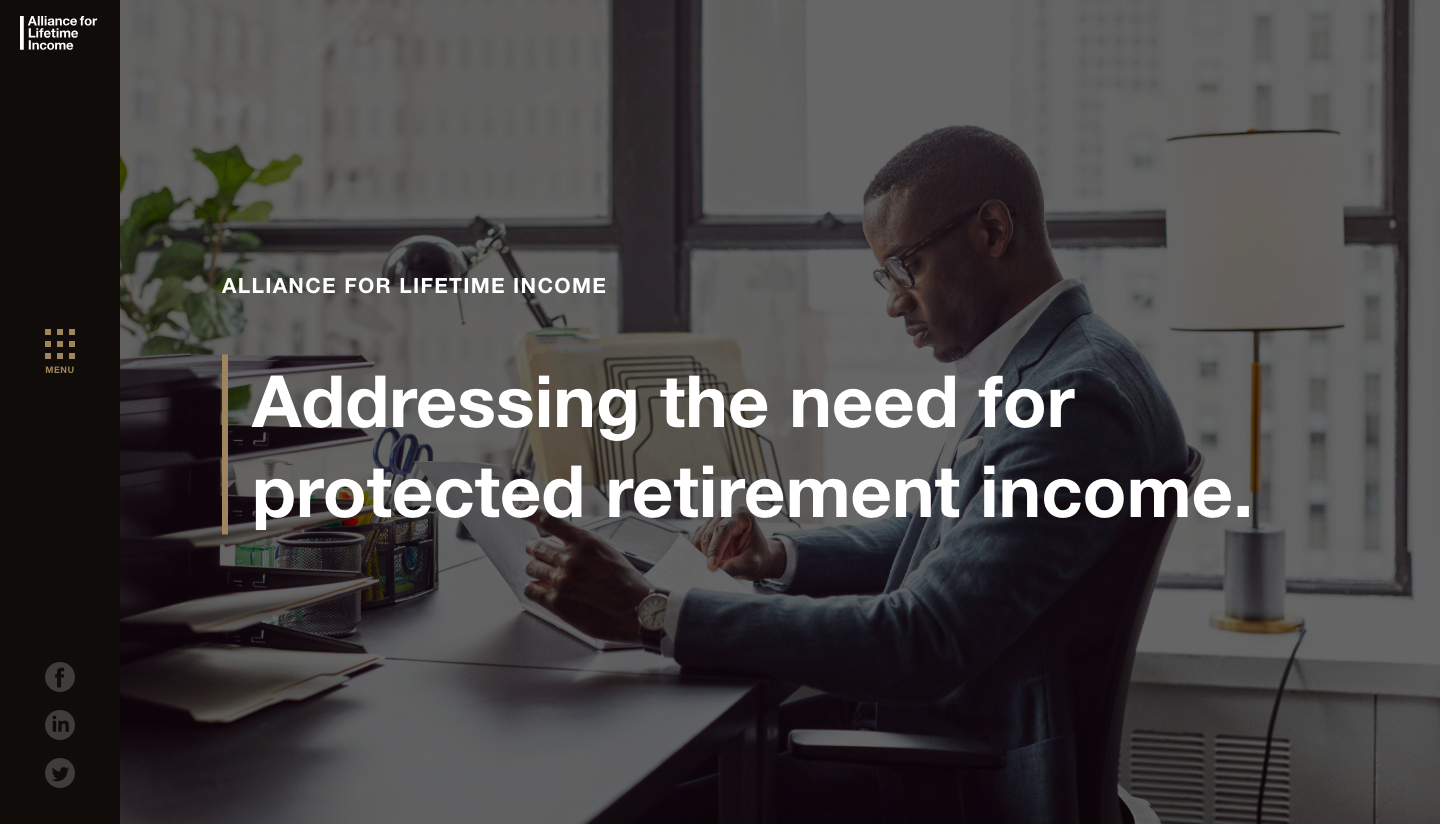 Alliance for
Lifetime
Income
ALLIANCE FOR LIFETIME INCOME
Addressing the need for
protected retirement income.
MENU